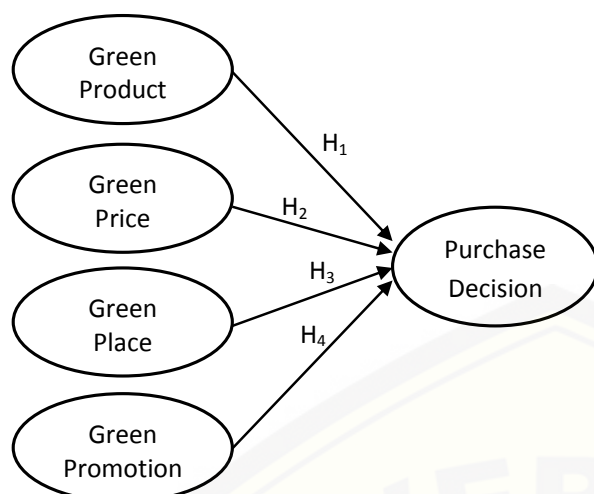 Green
Product
H₁
Green
Price
H₂
Purchase
Decision
Green
Place
H₃
H₄
Green
Promotion